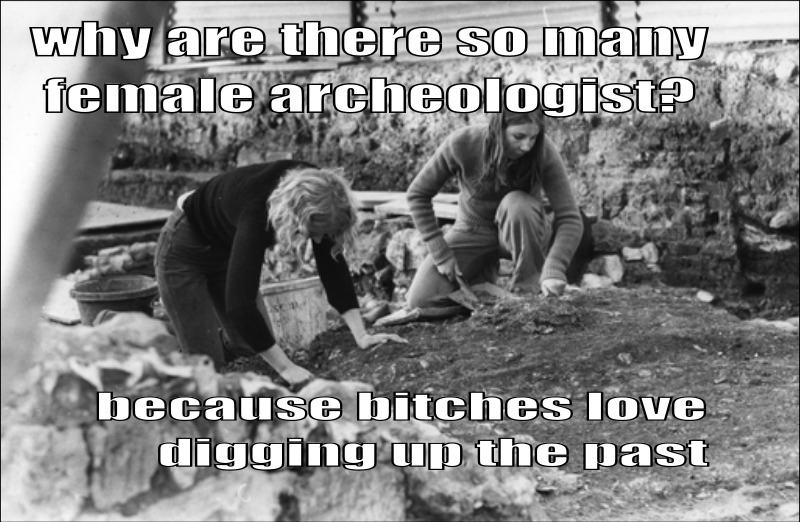 why are there so many
female archeologist?
because bitches love
digging up the past